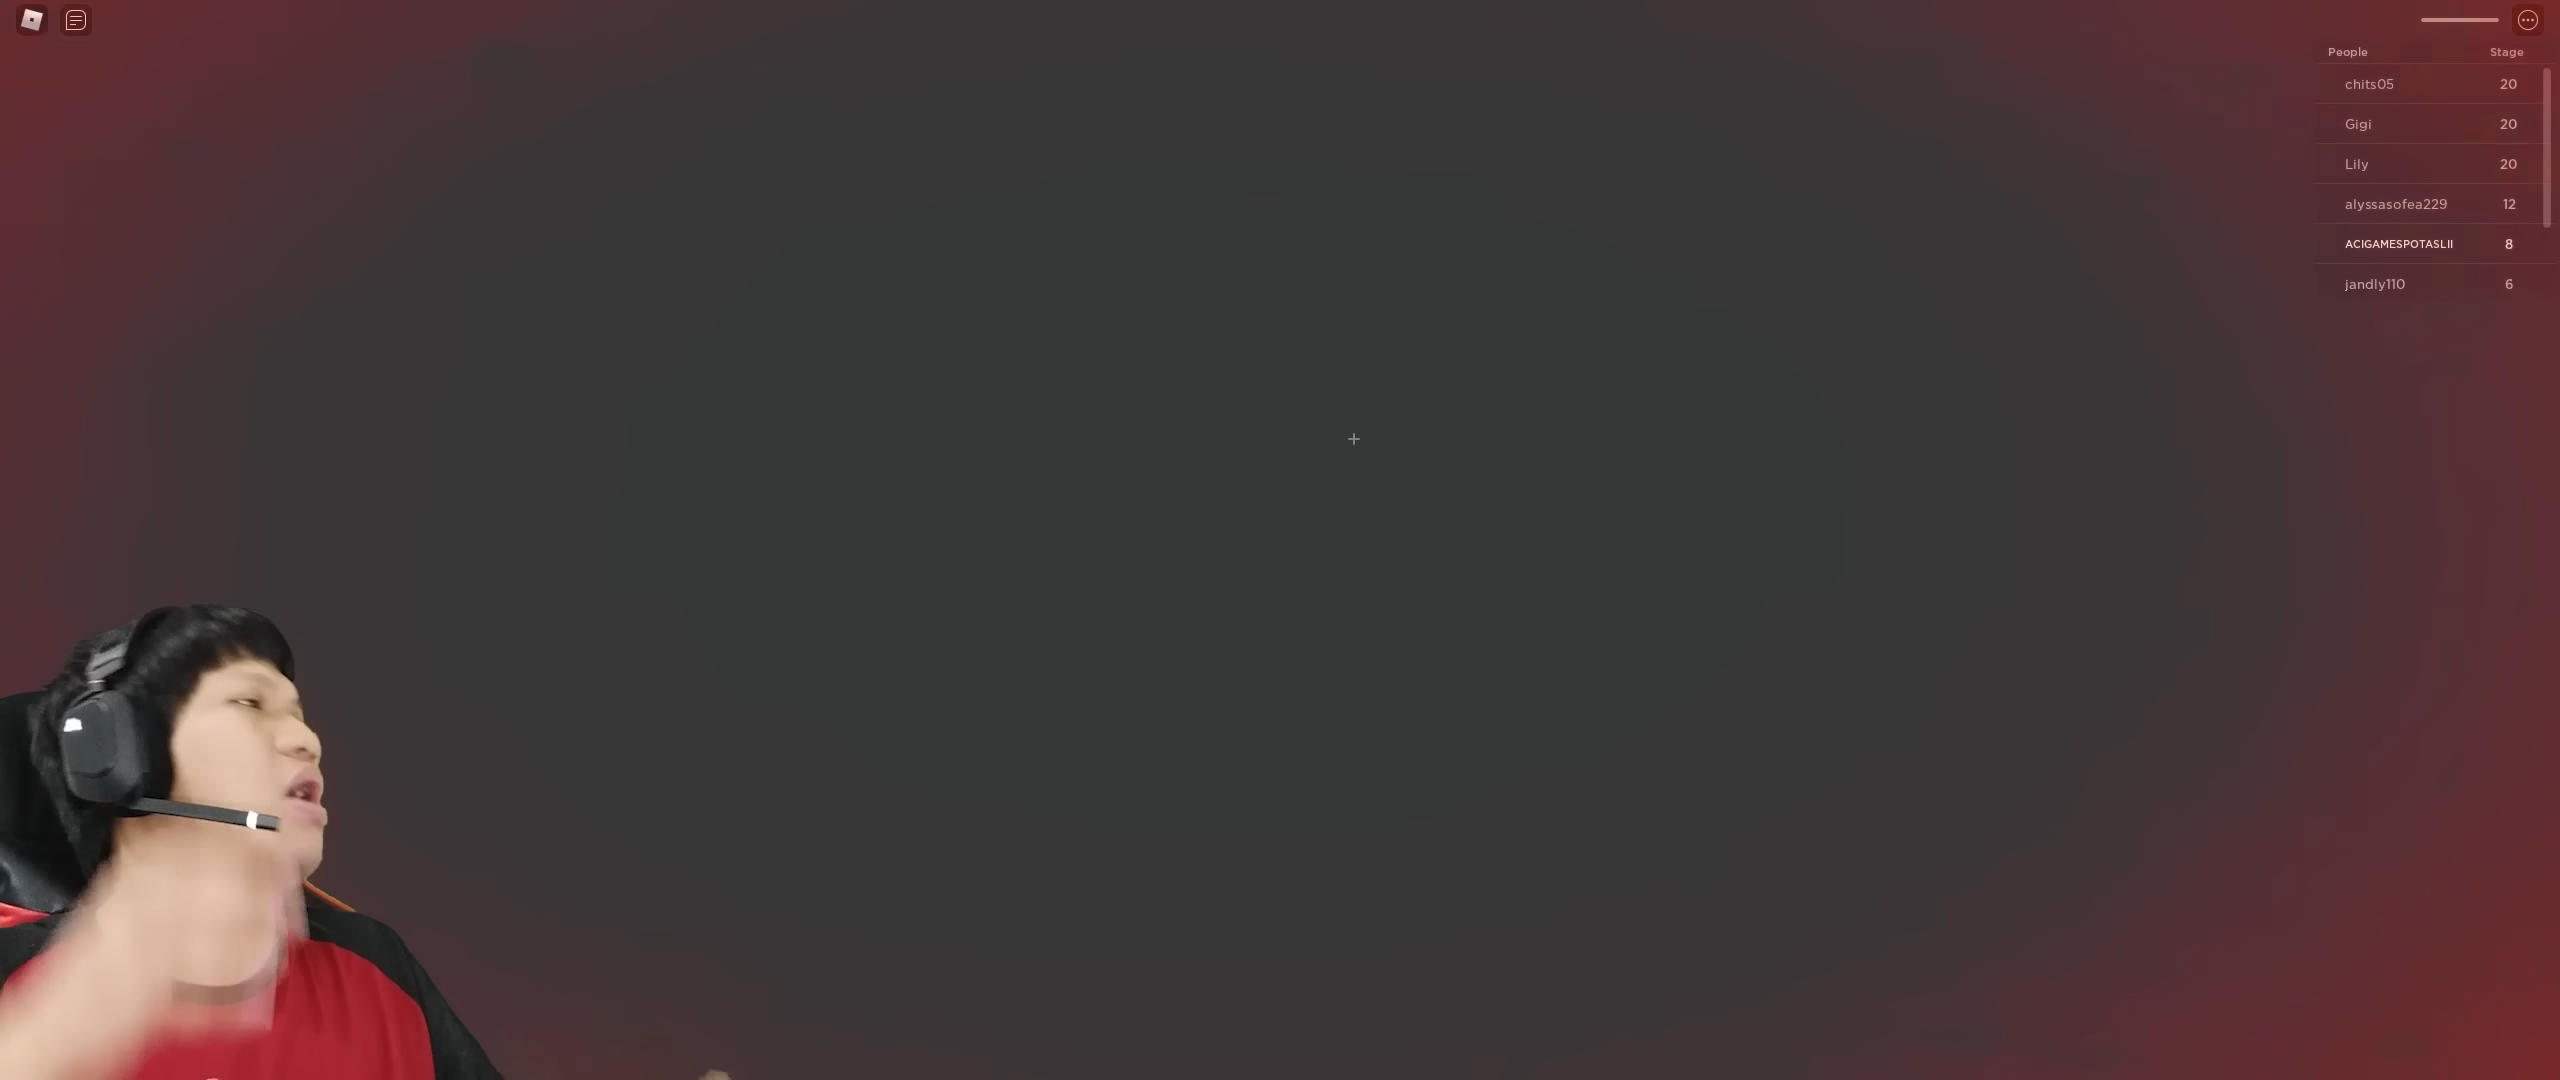 People Stage
chits05 20
Gigi 20
Lily 20
alyssasofea229 12
ACIGAMESPOTASLII 8
jandly110 6